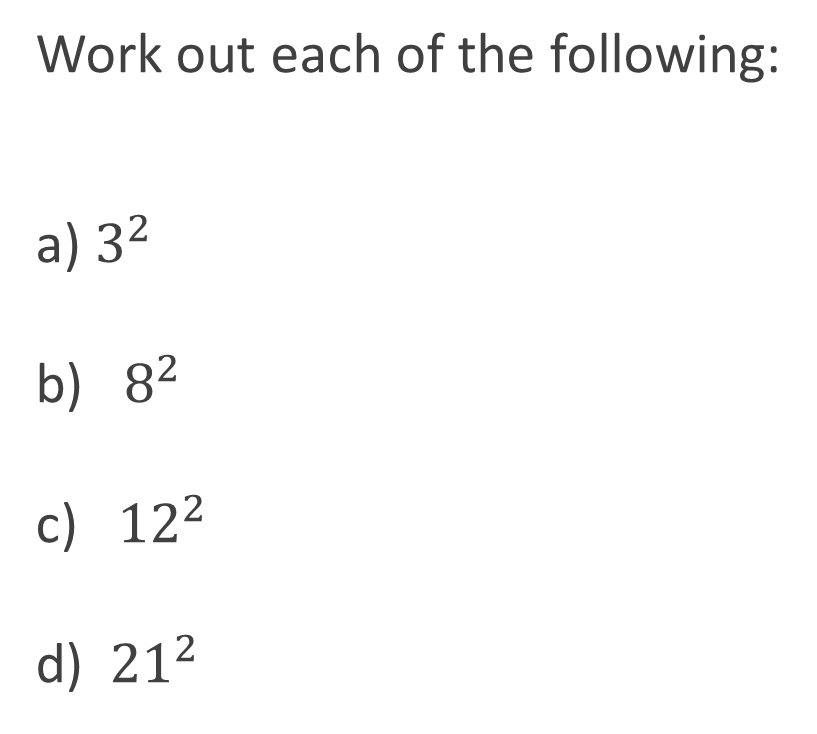 Work out each of the following:
a) 3²
b) 8²
c) 12²
d) 21²